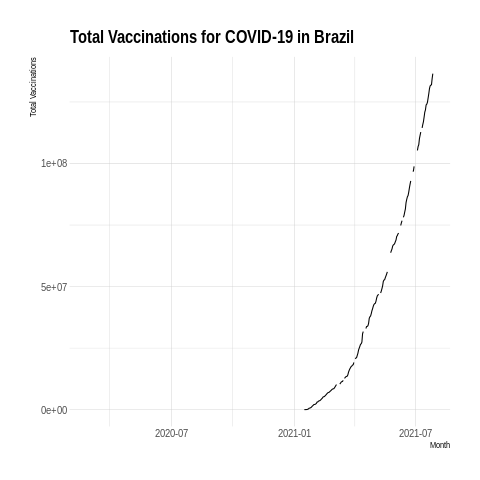 Total Vaccinations for COVID-19 in Brazil
Total Vaccinations
1e+08
5e+07
0e+00
2020-07
2021-01
2021-07
Month